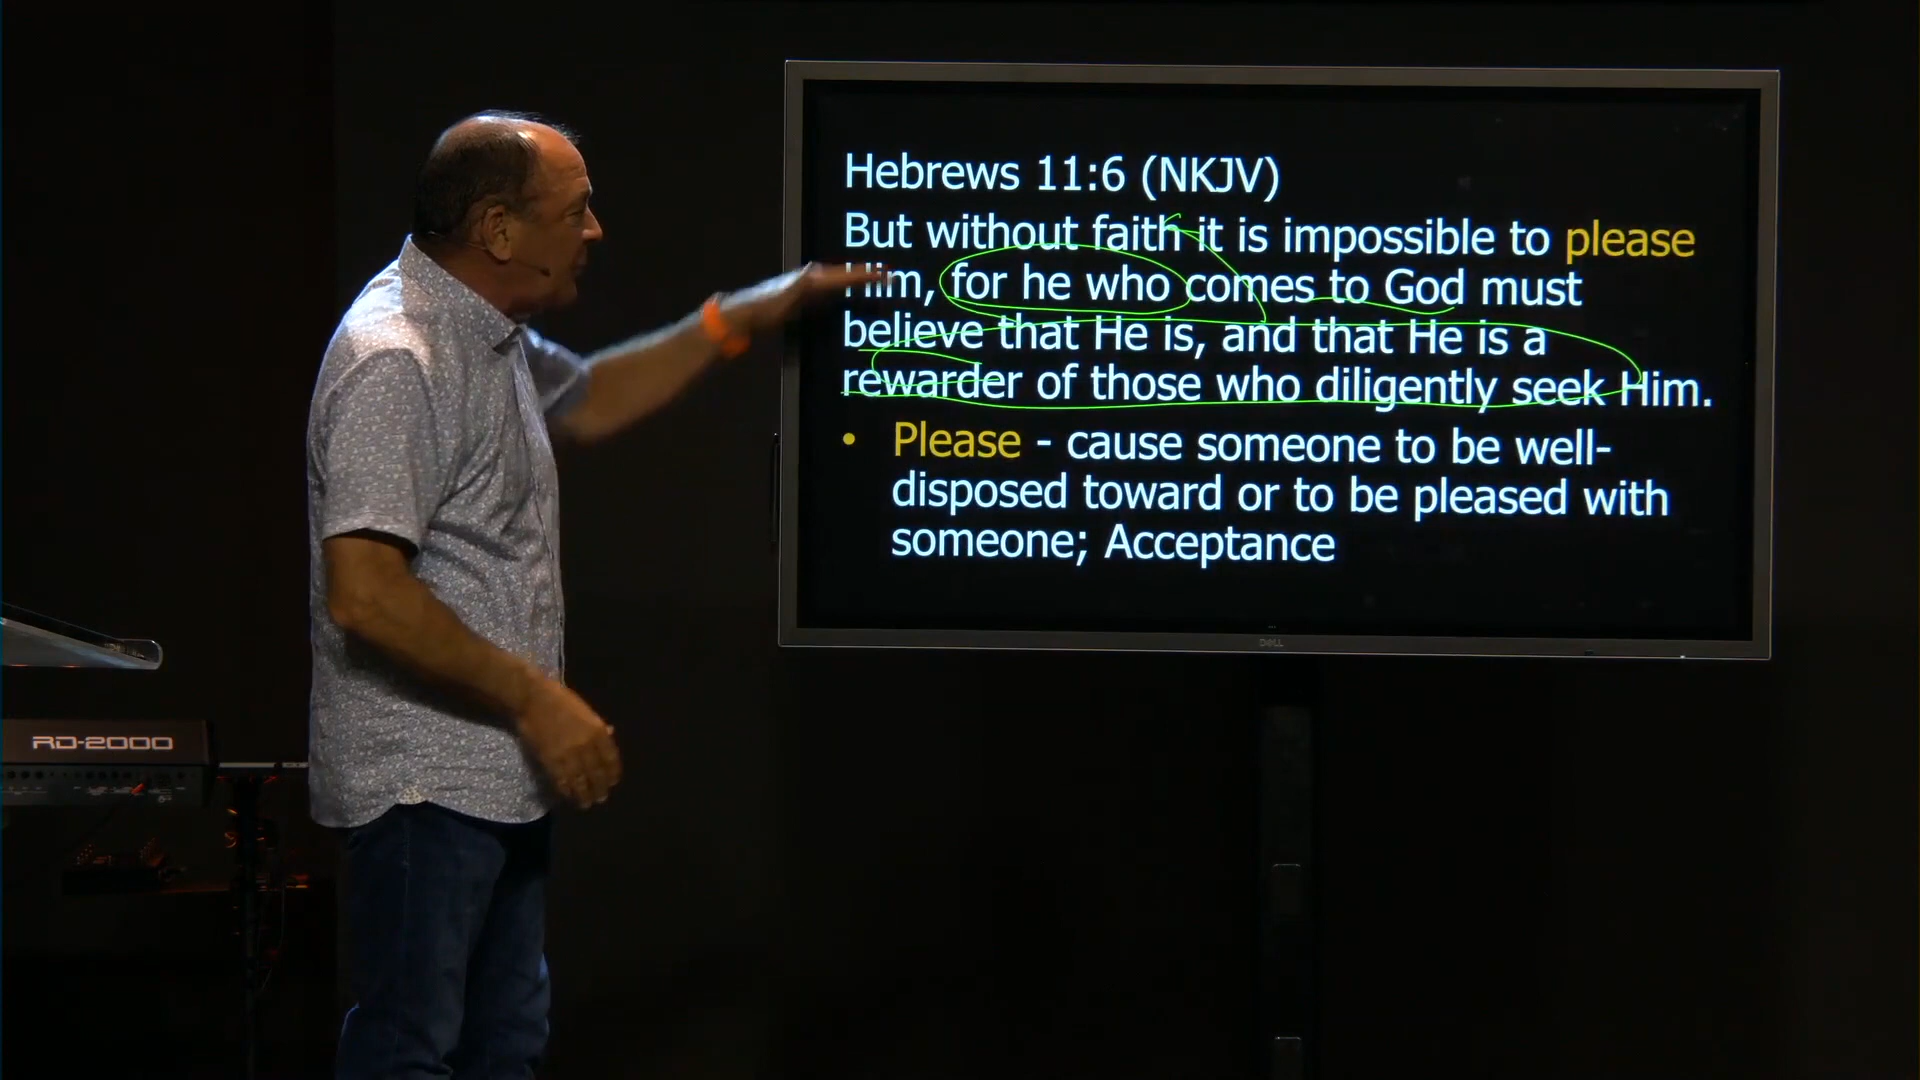 Hebrews 11:6 (NKJV)
But without faith it is impossible to please
Him, for he who comes to God must
believe that He is, and that He is a
rewarder of those who diligently seek Him.
• Please - cause someone to be well-
disposed toward or to be pleased with
someone; Acceptance
DELL
RD-2000